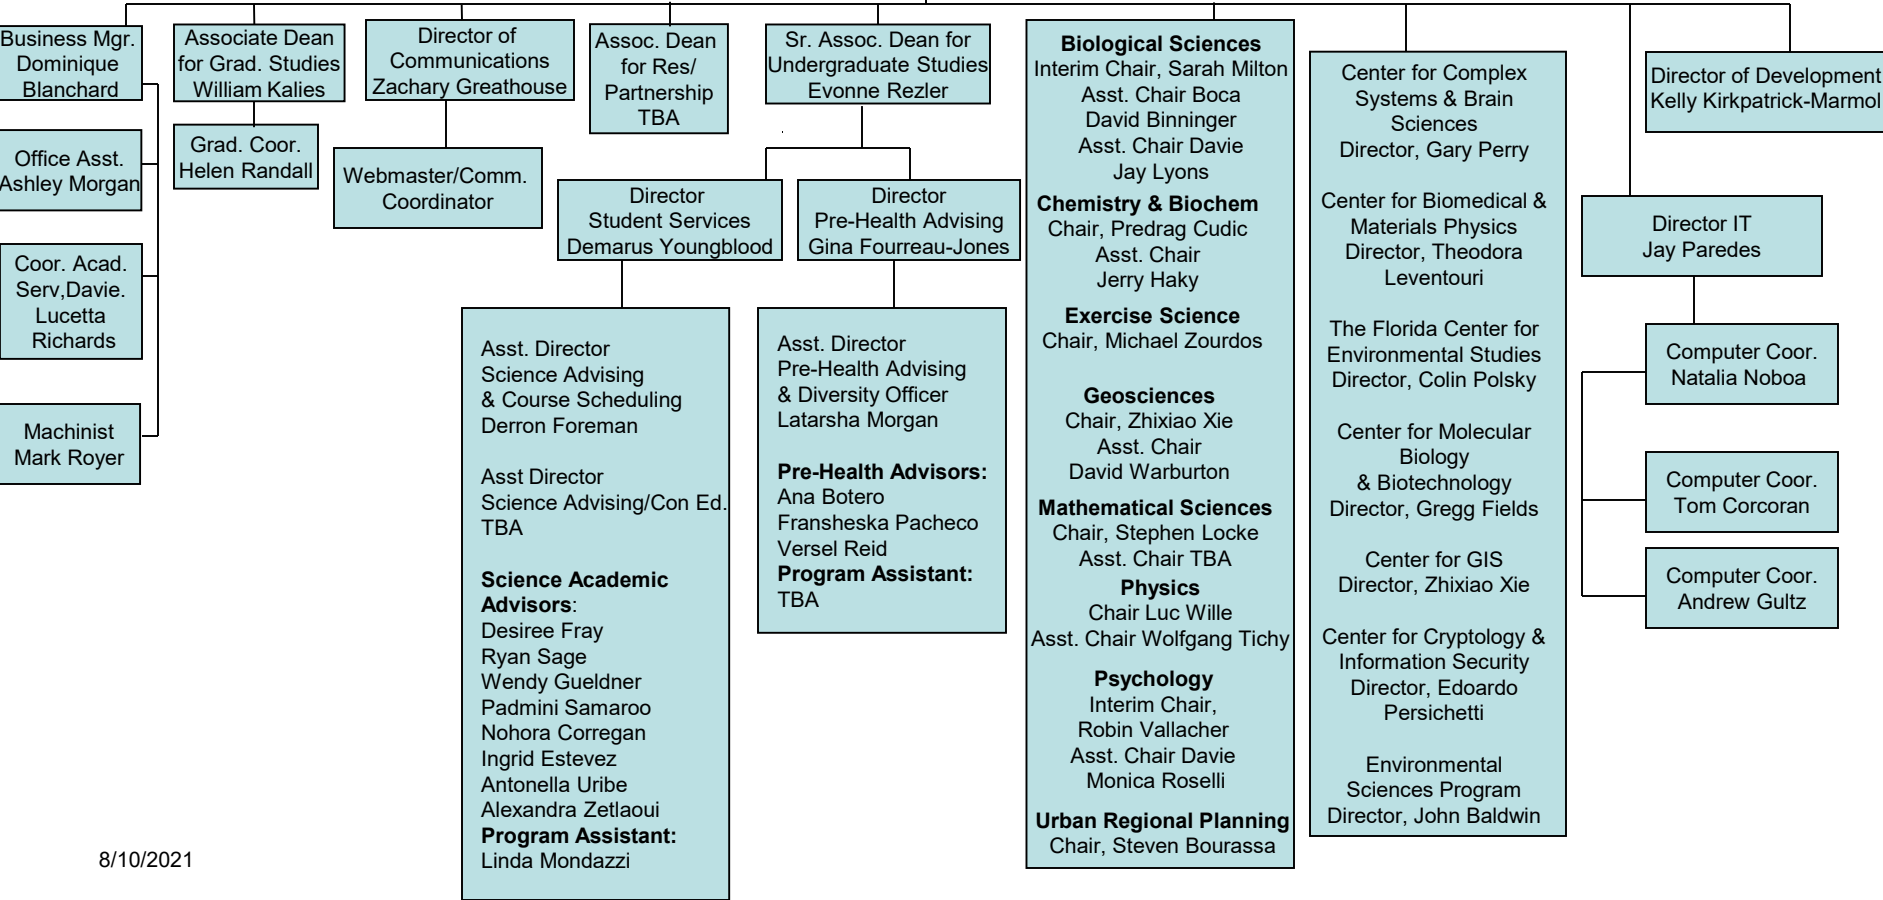 Business Mgr.
Dominique
Blanchard
Office Asst.
Ashley Morgan
Coor. Acad.
Serv,Davie.
Lucetta
Richards
Machinist
Mark Royer
Associate Dean
for Grad. Studies
William Kalies
Grad. Coor.
Helen Randall
Director of
Communications
Zachary Greathouse
Webmaster/Comm.
Coordinator
Assoc. Dean
for Res/
Partnership
TBA
Sr. Assoc. Dean for
Undergraduate Studies
Evonne Rezler
Director
Student Services
Demarus Youngblood
Asst. Director
Science Advising
& Course Scheduling
Derron Foreman
Asst Director
Science Advising/Con Ed.
TBA
Science Academic
Advisors:
Desiree Fray
Ryan Sage
Wendy Gueldner
Padmini Samaroo
Nohora Corregan
Ingrid Estevez
Antonella Uribe
Alexandra Zetlaoui
Program Assistant:
Linda Mondazzi
Director
Pre-Health Advising
Gina Fourreau-Jones
Asst. Director
Pre-Health Advising
& Diversity Officer
Latarsha Morgan
Pre-Health Advisors:
Ana Botero
Fransheska Pacheco
Versel Reid
Program Assistant:
TBA
Biological Sciences
Interim Chair, Sarah Milton
Asst. Chair Boca
David Binninger
Asst. Chair Davie
Jay Lyons
Chemistry & Biochem
Chair, Predrag Cudic
Asst. Chair
Jerry Haky
Exercise Science
Chair, Michael Zourdos
Geosciences
Chair, Zhixiao Xie
Asst. Chair
David Warburton
Mathematical Sciences
Chair, Stephen Locke
Asst. Chair TBA
Physics
Chair Luc Wille
Asst. Chair Wolfgang Tichy
Psychology
Interim Chair,
Robin Vallacher
Asst. Chair Davie
Monica Roselli
Urban Regional Planning
Chair, Steven Bourassa
Center for Complex
Systems & Brain
Sciences
Director, Gary Perry
Center for Biomedical &
Materials Physics
Director, Theodora
Leventouri
The Florida Center for
Environmental Studies
Director, Colin Polsky
Center for Molecular
Biology
& Biotechnology
Director, Gregg Fields
Center for GIS
Director, Zhixiao Xie
Center for Cryptology &
Information Security
Director, Edoardo
Persichetti
Environmental
Sciences Program
Director, John Baldwin
Director IT
Jay Paredes
Computer Coor.
Natalia Noboa
Computer Coor.
Tom Corcoran
Computer Coor.
Andrew Gultz
Director of Development
Kelly Kirkpatrick-Marmol
8/10/2021